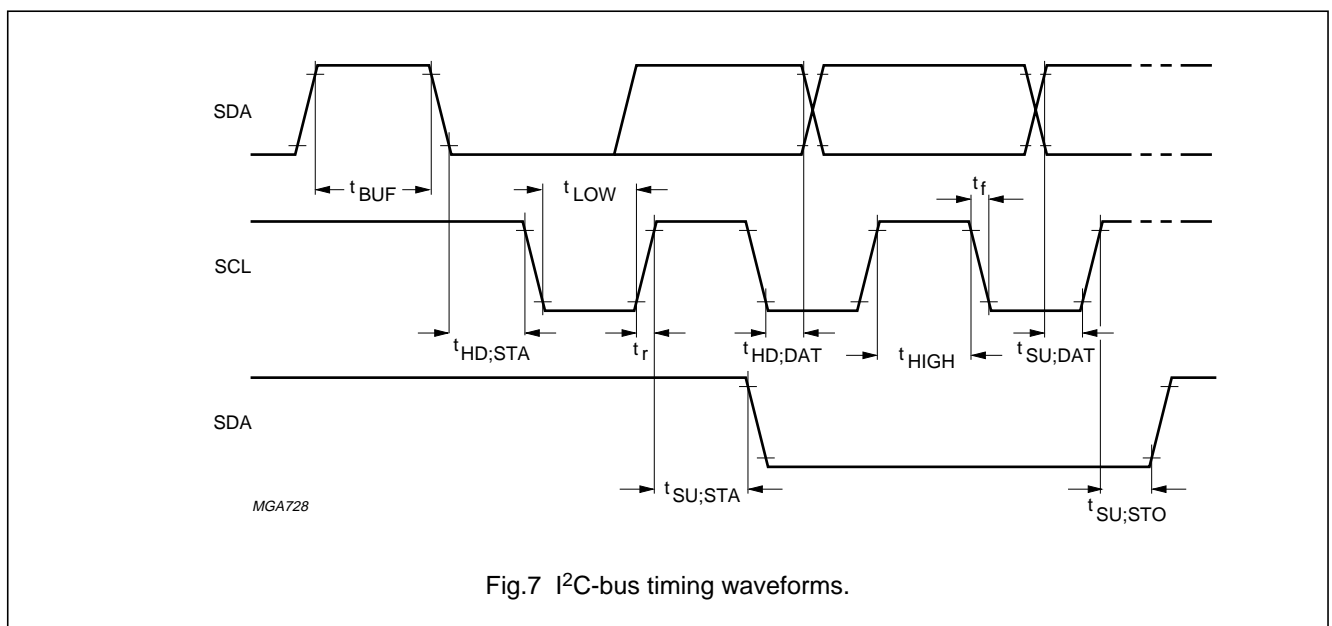 SDA
t BUF
t LOW
t f
SCL
t HD;STA
t r
t HD;DAT
t HIGH
t SU;DAT
SDA
t SU;STA
t SU;STO
MGA728
Fig.7 I²C-bus timing waveforms.